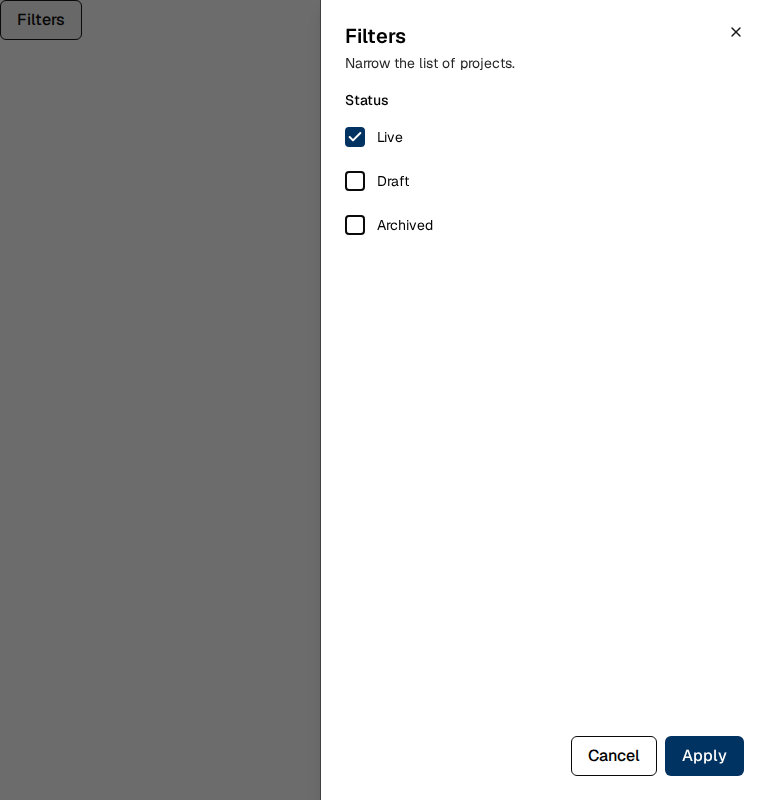 Filters
Filters
Narrow the list of projects.
Status
Live
Draft
Archived
Cancel
Apply